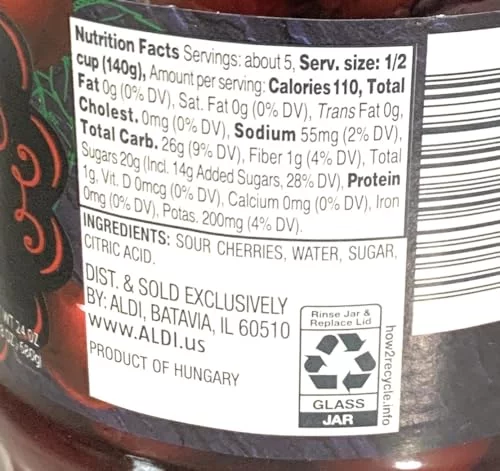 Nutrition Facts Servings: about 5, Serv. size: 1/2
cup (140g), Amount per serving: Calories 110, Total
Fat 0g (0% DV), Sat. Fat 0g (0% DV), Trans Fat 0g,
Cholest. 0mg (0% DV), Sodium 55mg (2% DV),
Total Carb. 26g (9% DV), Fiber 1g (4% DV), Total
Sugars 20g (Incl. 14g Added Sugars, 28% DV), Protein
1g, Vit. D 0mcg (0% DV), Calcium 0mg (0% DV), Iron
0mg (0% DV), Potas. 200mg (4% DV).
INGREDIENTS: SOUR CHERRIES, WATER, SUGAR,
CITRIC ACID.
DIST. & SOLD EXCLUSIVELY
BY: ALDI, BATAVIA, IL 60510
WWW.ALDI.US
PRODUCT OF HUNGARY
Rinse Jar &
Replace Lid
GLASS
JAR
how2recycle.info
WT 24 OZ
680g